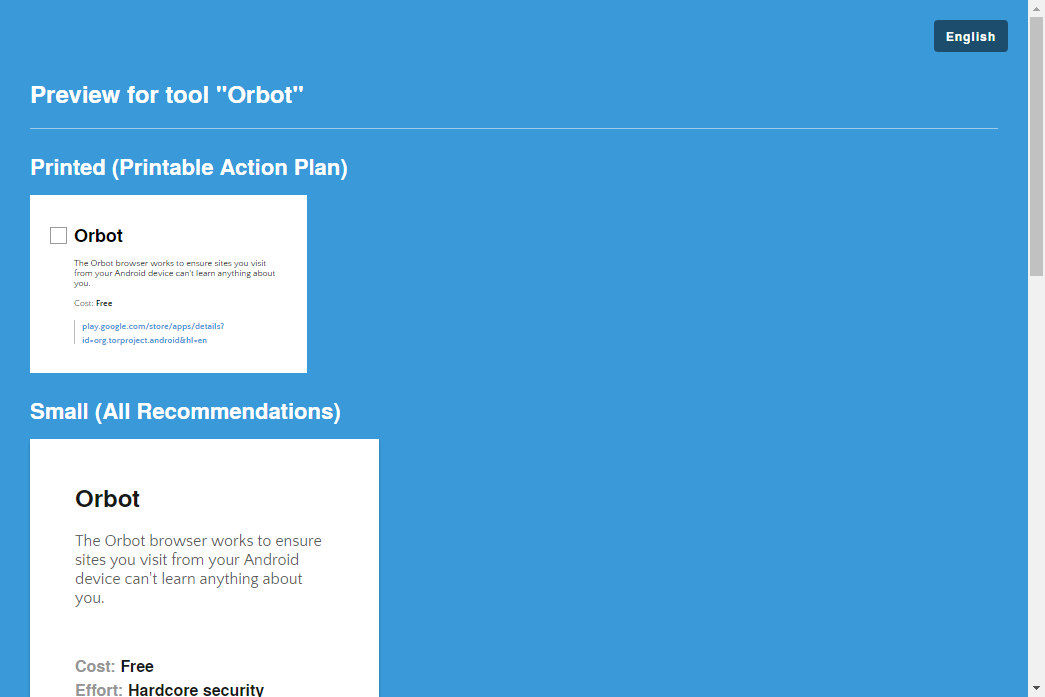 English
Preview for tool "Orbot"
Printed (Printable Action Plan)
Orbot
The Orbot browser works to ensure sites you visit
from your Android device can't learn anything about
you.
Cost: Free
play.google.com/store/apps/details?
id=org.torproject.android&hl=en
Small (All Recommendations)
Orbot
The Orbot browser works to ensure
sites you visit from your Android
device can't learn anything about
you.
Cost: Free
Effort: Hardcore security